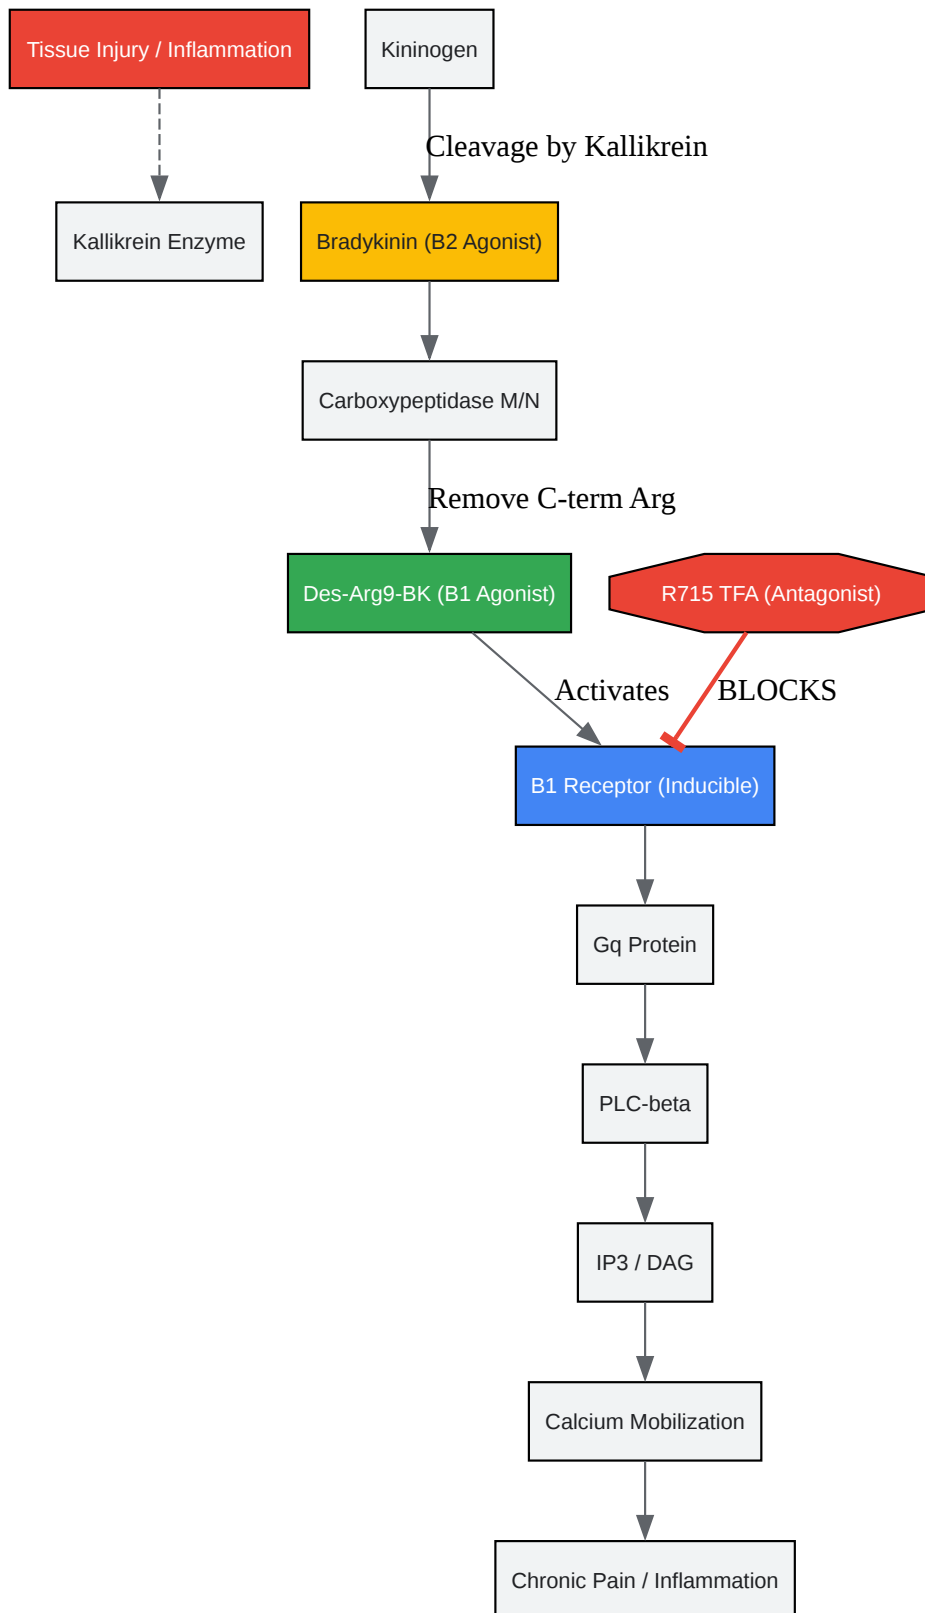 Tissue Injury / Inflammation
Kininogen
Cleavage by Kallikrein
Kallikrein Enzyme
Bradykinin (B2 Agonist)
Carboxypeptidase M/N
Remove C-term Arg
Des-Arg9-BK (B1 Agonist)
R715 TFA (Antagonist)
Activates
BLOCKS
B1 Receptor (Inducible)
Gq Protein
PLC-beta
IP3 / DAG
Calcium Mobilization
Chronic Pain / Inflammation